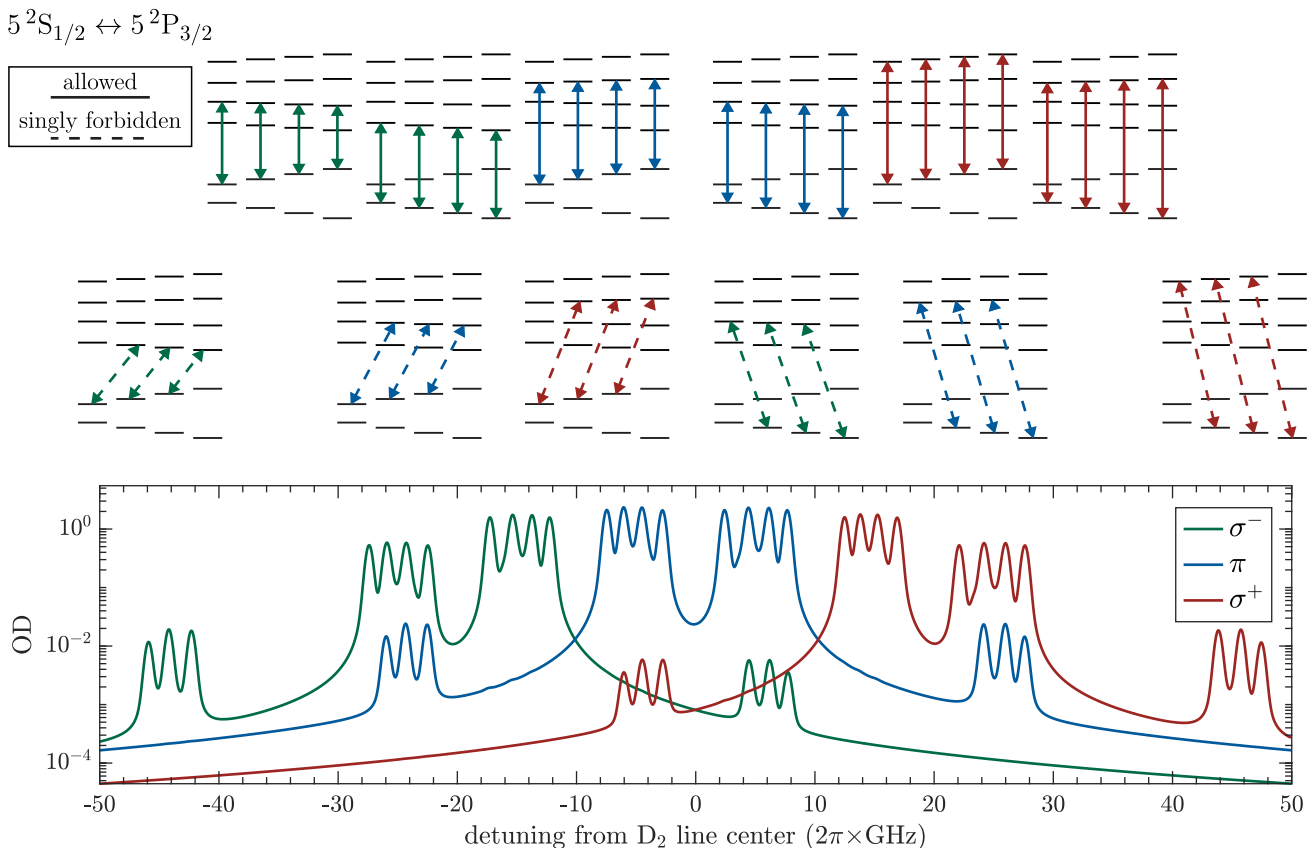 5 ²S₁/₂ ↔ 5 ²P₃/₂
allowed
singly forbidden
OD
10⁰
10⁻²
10⁻⁴
σ⁻
π
σ⁺
-50 -40 -30 -20 -10 0 10 20 30 40 50
detuning from D₂ line center (2π×GHz)